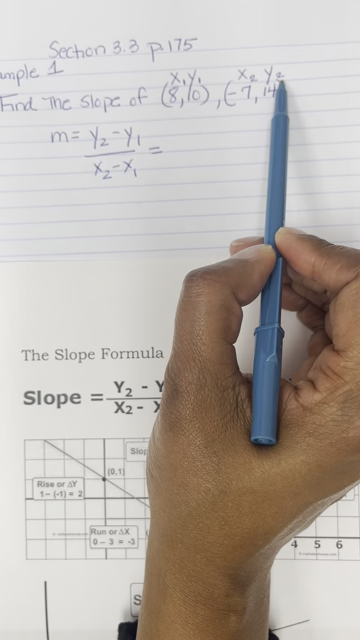 Section 3.3 p.175
ample 1
x₁ y₁ x₂ y₂
Find the slope of (8,10), (-7,14
m = y₂-y₁ =
x₂-x₁
The Slope Formula
Slope = Y₂ - Y
X₂ - X
Slop
(0,1)
Rise or ΔY
1 – (-1) = 2
Run or ΔX
0 – 3 = -3
4 5 6
S